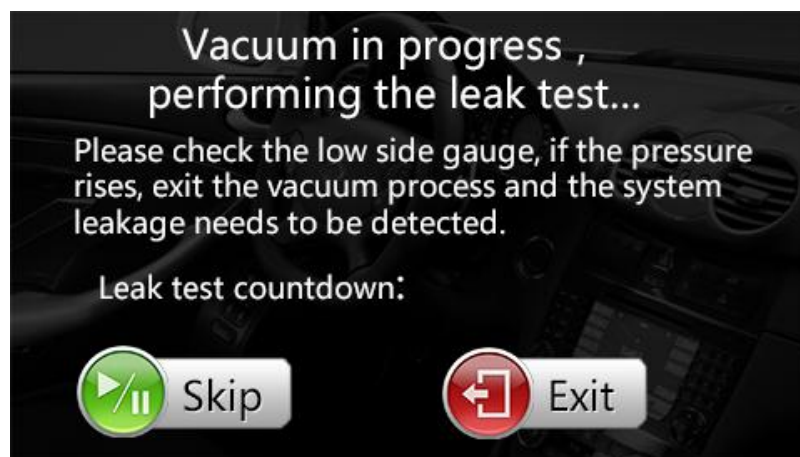 Vacuum in progress ,
performing the leak test...
Please check the low side gauge, if the pressure
rises, exit the vacuum process and the system
leakage needs to be detected.
Leak test countdown:
Skip
Exit